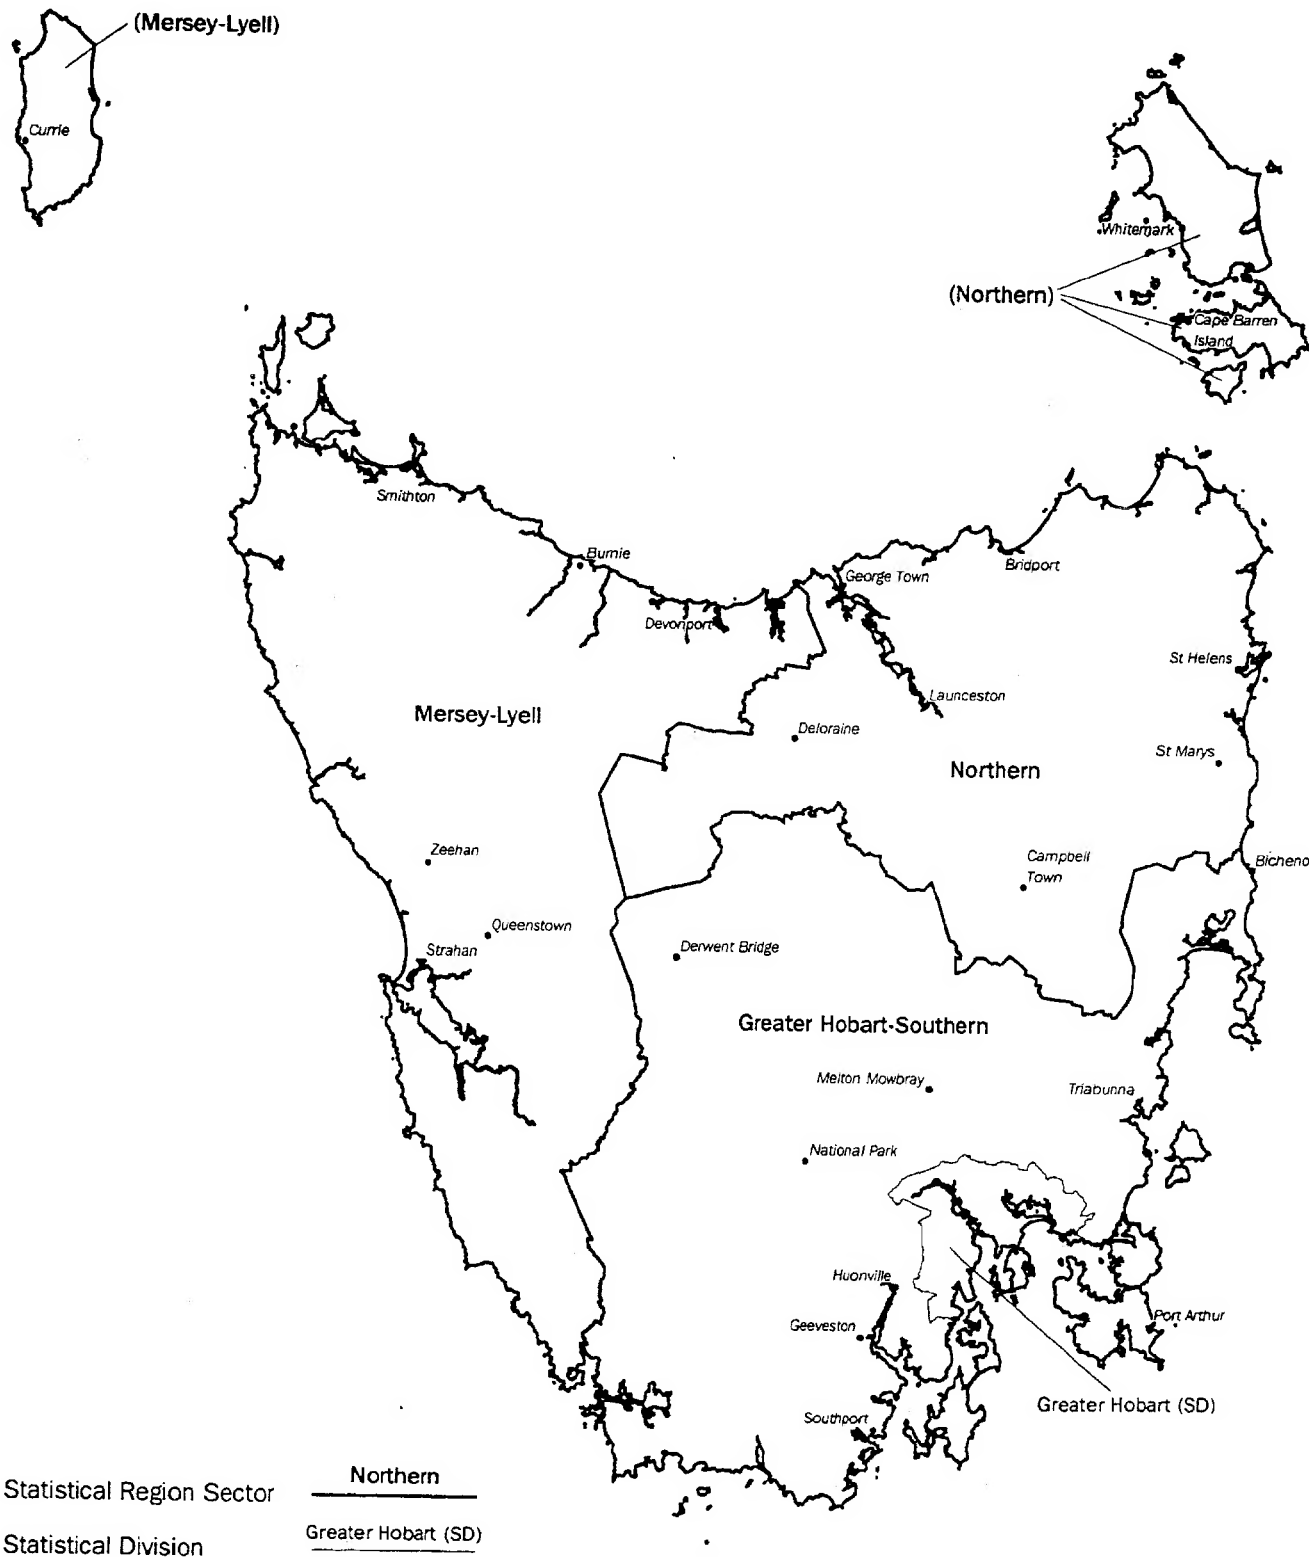 (Mersey-Lyell)
Currie
Whitemark
(Northern)
Cape Barren
Island
Smithton
Burnie
George Town
Bridport
Devonport
St Helens
Launceston
Mersey-Lyell
Deloraine
St Marys
Northern
Zeehan
Campbell
Town
Bicheno
Queenstown
Strahan
Derwent Bridge
Greater Hobart-Southern
Melton Mowbray
Triabunna
National Park
Huonville
Geeveston
Port Arthur
Greater Hobart (SD)
Southport
Statistical Region Sector
Northern
Statistical Division
Greater Hobart (SD)